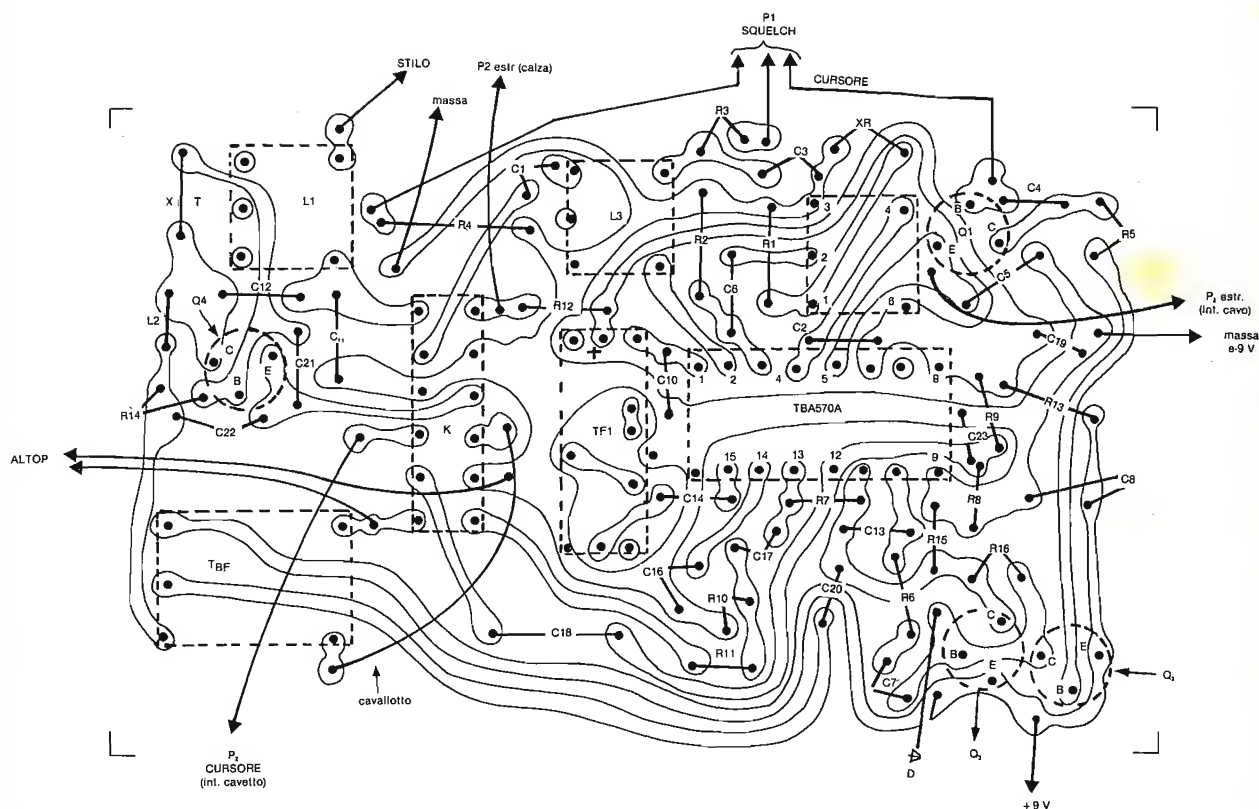 P1
SQUELCH
STILO
P2 estr (calza)
CURSORE
massa
R3
XR
C1
C3
C4
X T
L1
L3
3
4
B
Q1
C
E
R4
R2
R1
R5
2
C6
C5
C12
Q4
R12
1
6
P₁ estr.
(int. cavo)
L2
C₁₁
C2
C21
C
E
B
+
C10
1
2
4
5
8
C19
massa
e-9 V
TBA570A
R14
C22
K
TF1
C23
R9
R13
ALTOP
15
14
13
12
9
C14
R7
R8
C8
T BF
C13
R15
C17
C16
C20
R16
R10
R6
C
C18
R11
B
E
C
E
C7
B
Q₂
cavallotto
P₂
CURSORE
(int. cavetto)
D
Q₃
+9 V